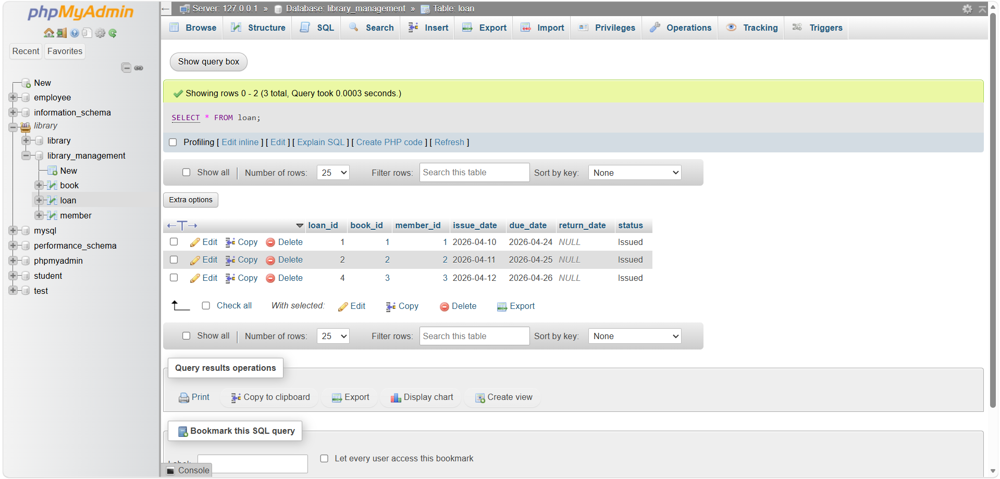 phpMyAdmin
Recent Favorites
New
employee
information_schema
library
library
library_management
New
book
loan
member
mysql
performance_schema
phpmyadmin
student
test
Server: 127.0.0.1 » Database: library_management » Table: loan
Browse Structure SQL Search Insert Export Import Privileges Operations Tracking Triggers
Show query box
Showing rows 0 - 2 (3 total, Query took 0.0003 seconds.)
SELECT * FROM loan;
Profiling [ Edit inline ] [ Edit ] [ Explain SQL ] [ Create PHP code ] [ Refresh ]
Show all Number of rows: 25 Filter rows: Search this table Sort by key: None
Extra options
loan_id book_id member_id issue_date due_date return_date status
Edit Copy Delete 1 1 1 2026-04-10 2026-04-24 NULL Issued
Edit Copy Delete 2 2 2 2026-04-11 2026-04-25 NULL Issued
Edit Copy Delete 4 3 3 2026-04-12 2026-04-26 NULL Issued
Check all With selected: Edit Copy Delete Export
Show all Number of rows: 25 Filter rows: Search this table Sort by key: None
Query results operations
Print Copy to clipboard Export Display chart Create view
Bookmark this SQL query
Let every user access this bookmark
Console